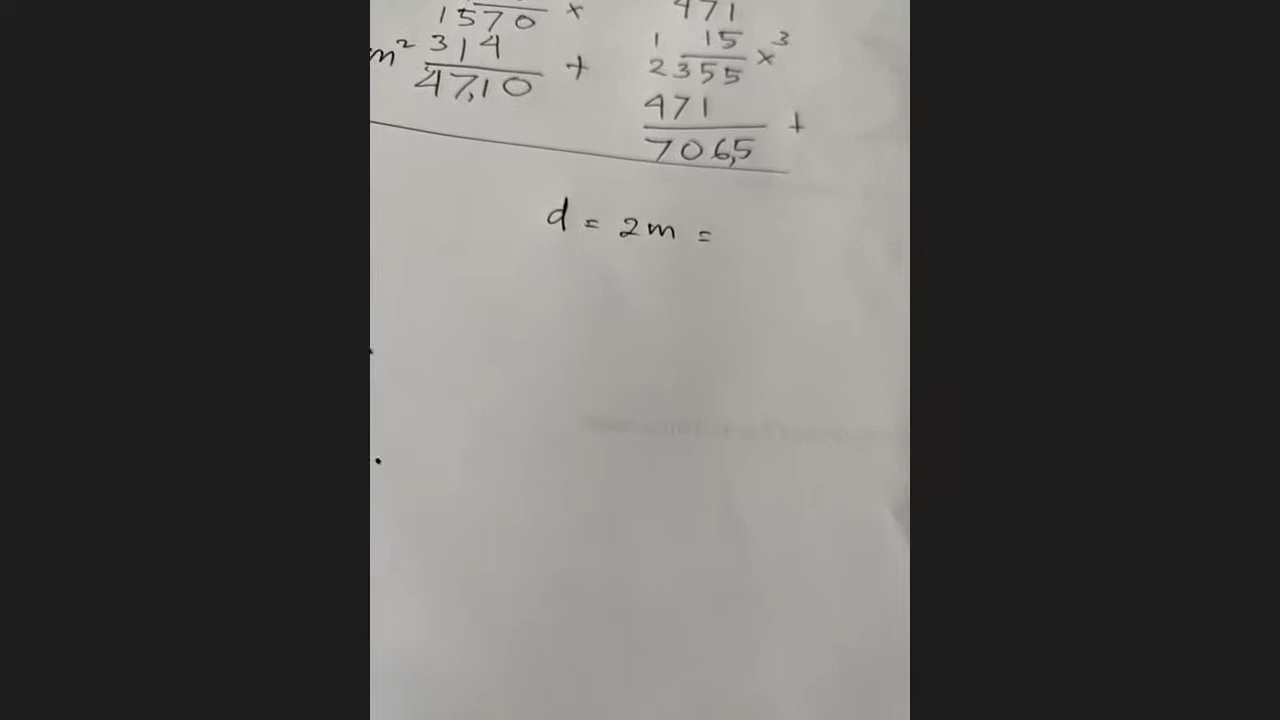 1570 x
m² 314 +
47,10
471
1 15 x 3
2355
471 +
706,5
d = 2m =